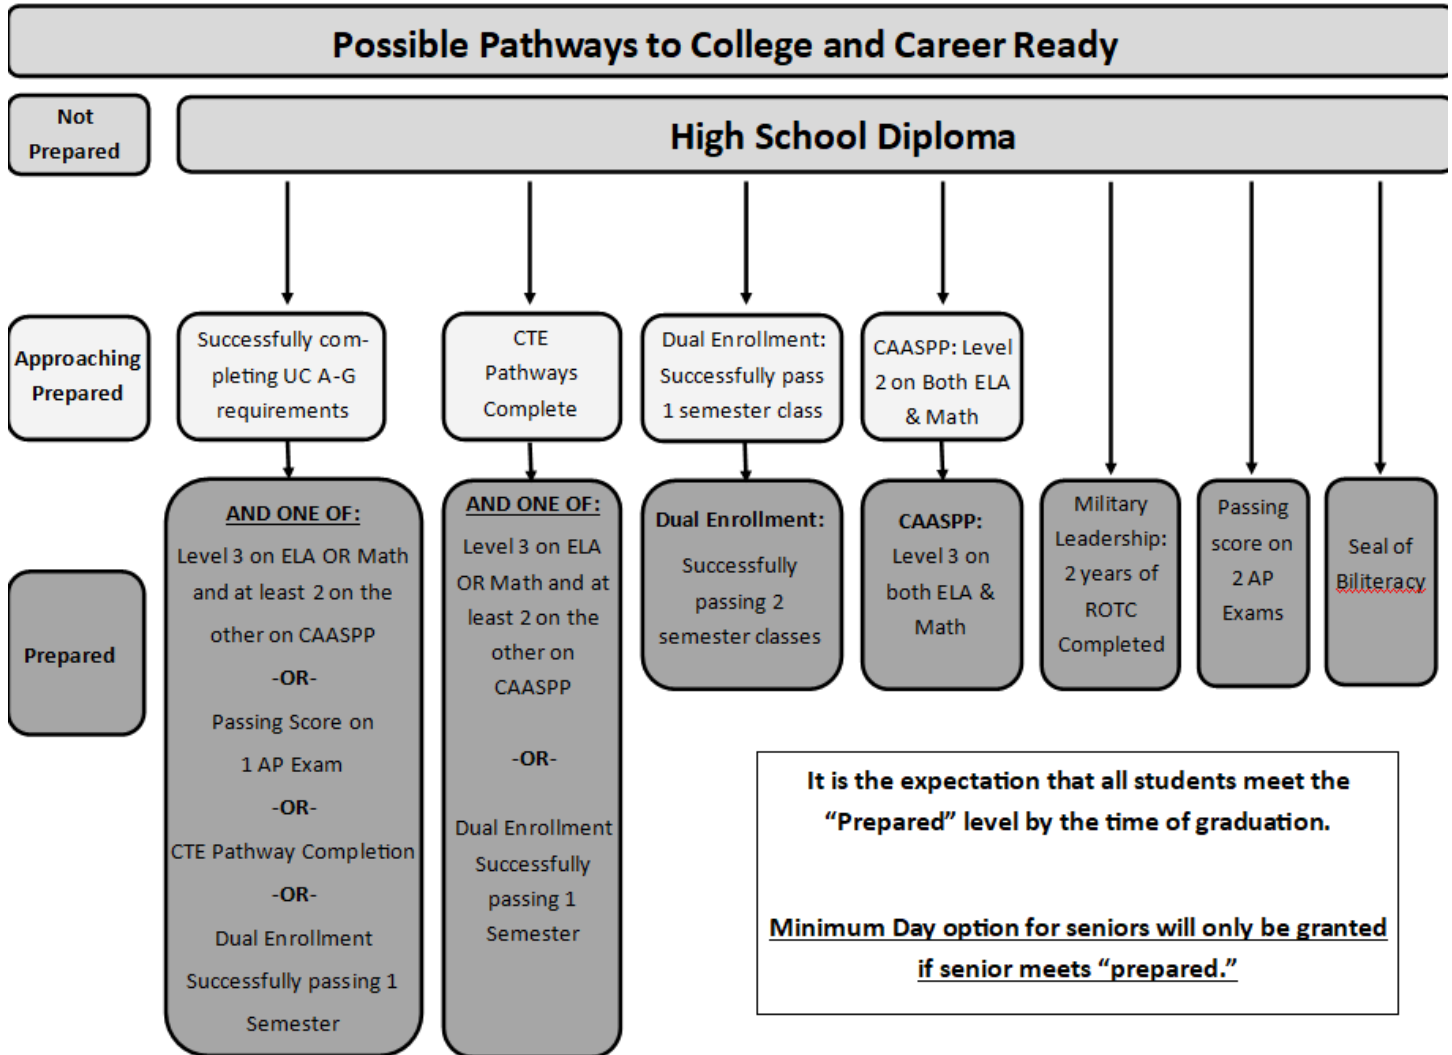 Possible Pathways to College and Career Ready
Not
Prepared
High School Diploma
Approaching
Prepared
Successfully com-
pleting UC A-G
requirements
CTE
Pathways
Complete
Dual Enrollment:
Successfully pass
1 semester class
CAASPP: Level
2 on Both ELA
& Math
Prepared
AND ONE OF:
Level 3 on ELA OR Math
and at least 2 on the
other on CAASPP
-OR-
Passing Score on
1 AP Exam
-OR-
CTE Pathway Completion
-OR-
Dual Enrollment
Successfully passing 1
Semester
AND ONE OF:
Level 3 on ELA
OR Math and at
least 2 on the
other on
CAASPP
-OR-
Dual Enrollment
Successfully
passing 1
Semester
Dual Enrollment:
Successfully
passing 2
semester classes
CAASPP:
Level 3 on
both ELA &
Math
Military
Leadership:
2 years of
ROTC
Completed
Passing
score on
2 AP
Exams
Seal of
Biliteracy
It is the expectation that all students meet the
“Prepared” level by the time of graduation.
Minimum Day option for seniors will only be granted
if senior meets “prepared.”